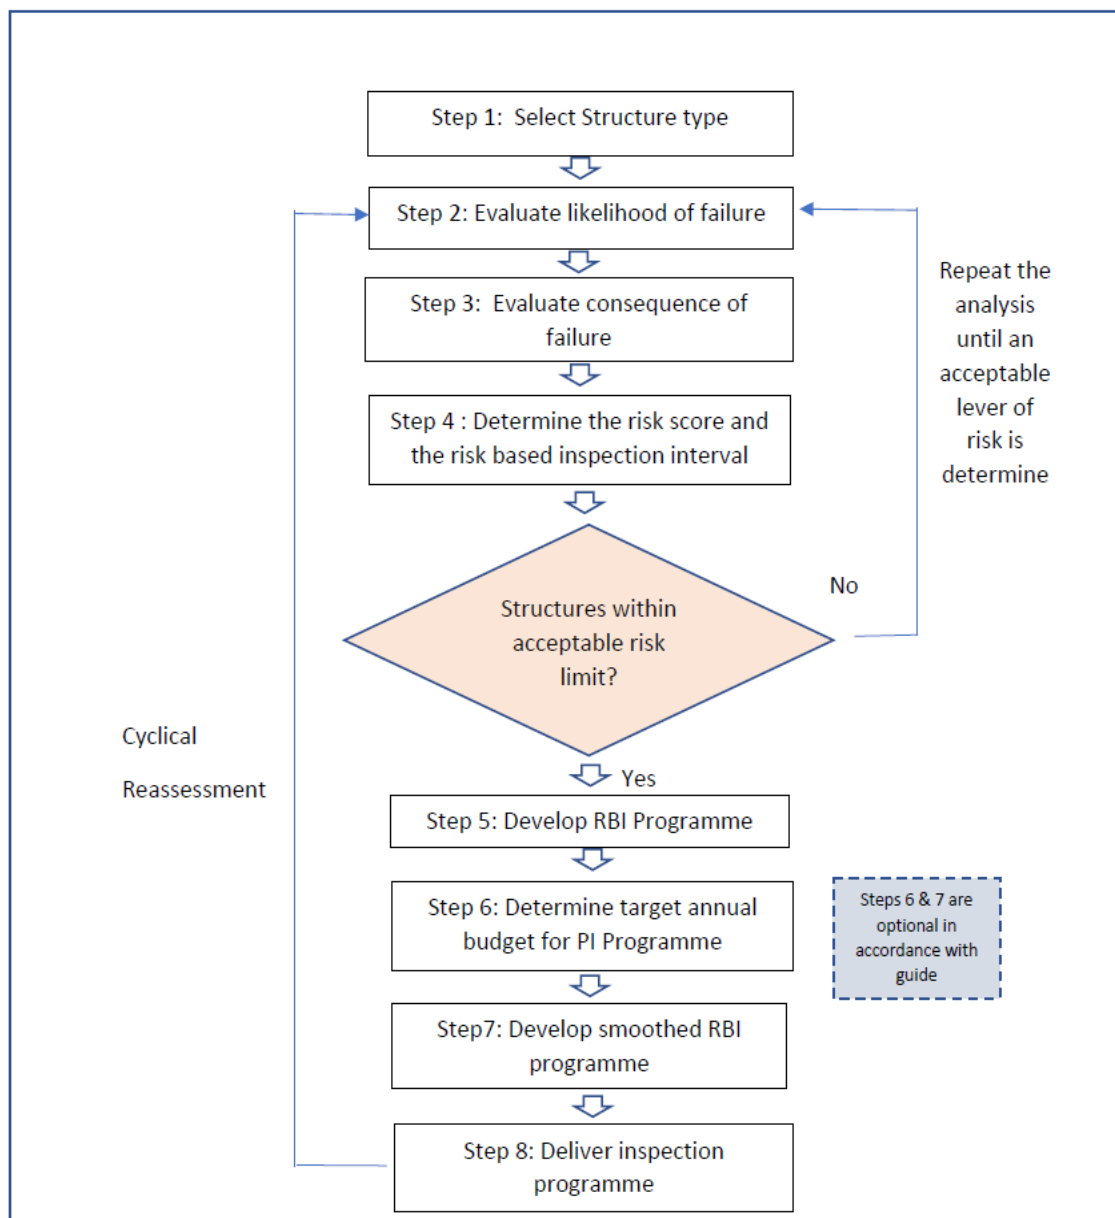 Step 1: Select Structure type
Step 2: Evaluate likelihood of failure
Step 3: Evaluate consequence of
failure
Step 4 : Determine the risk score and
the risk based inspection interval
Repeat the
analysis
until an
acceptable
lever of
risk is
determine
Structures within
acceptable risk
limit?
No
Yes
Cyclical
Reassessment
Step 5: Develop RBI Programme
Step 6: Determine target annual
budget for PI Programme
Steps 6 & 7 are
optional in
accordance with
guide
Step7: Develop smoothed RBI
programme
Step 8: Deliver inspection
programme